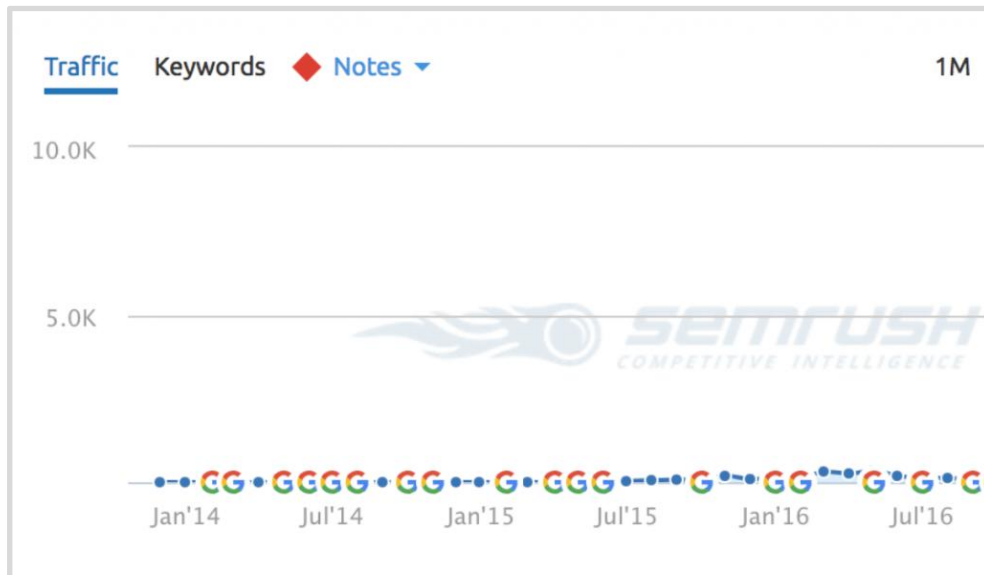 Traffic Keywords Notes 1M
10.0K
5.0K
semrush
COMPETITIVE INTELLIGENCE
Jan'14 Jul'14 Jan'15 Jul'15 Jan'16 Jul'16